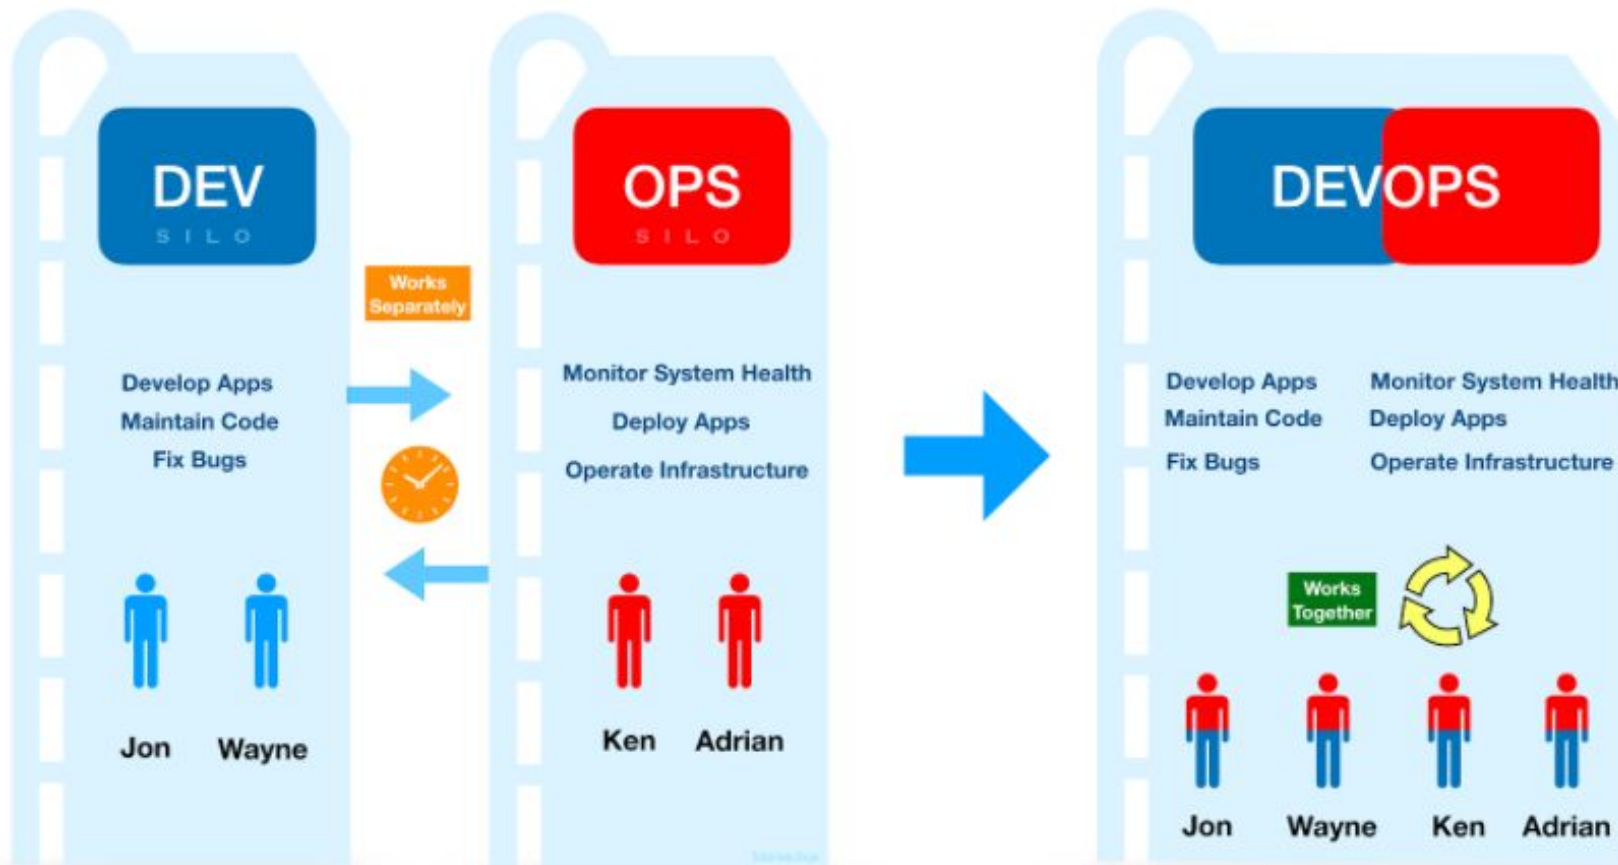 DEV
SILO
Develop Apps
Maintain Code
Fix Bugs
Jon
Wayne
Works
Separately
OPS
SILO
Monitor System Health
Deploy Apps
Operate Infrastructure
Ken
Adrian
DEVOPS
Develop Apps
Maintain Code
Fix Bugs
Monitor System Health
Deploy Apps
Operate Infrastructure
Works
Together
Jon
Wayne
Ken
Adrian